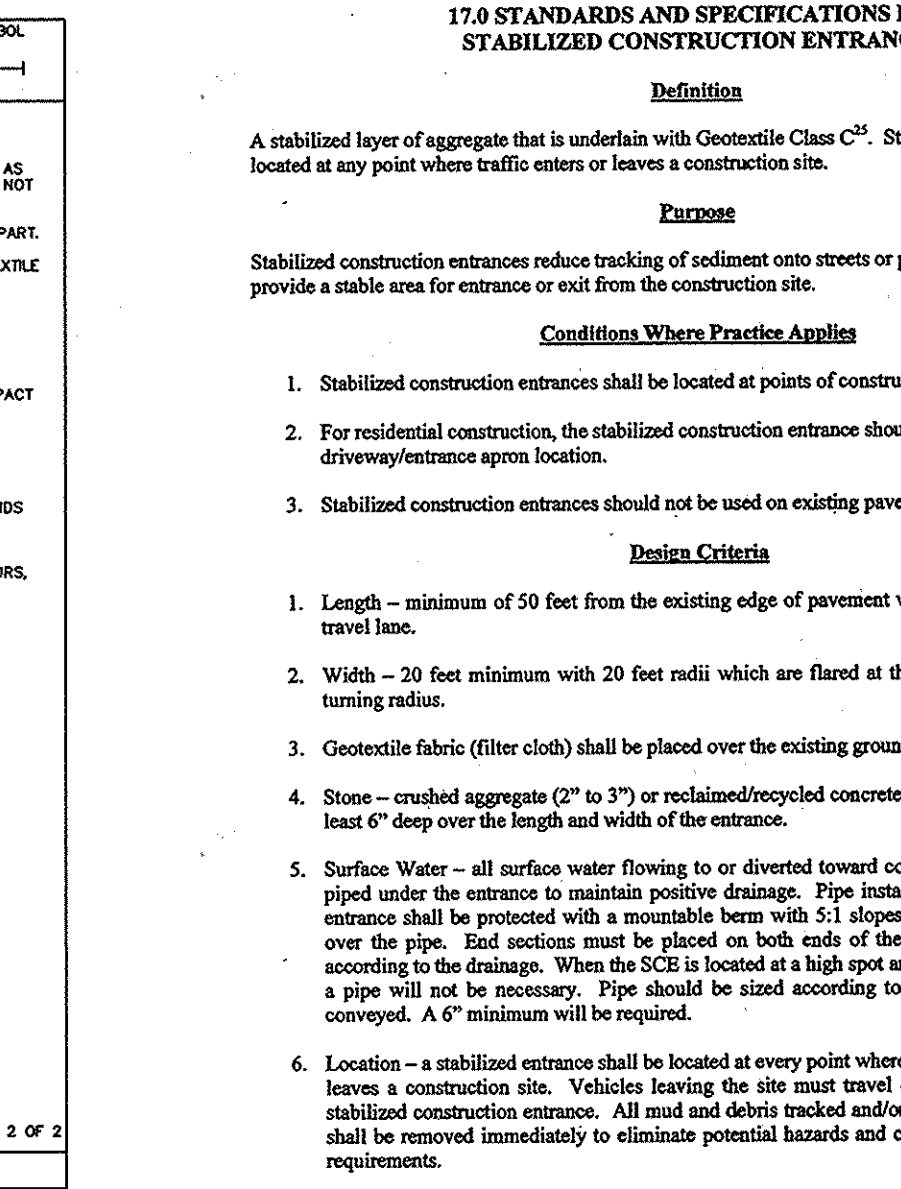 BOL
AS
NOT
PART.
XTILE
PACT
NDS
URS,
2 OF 2
17.0 STANDARDS AND SPECIFICATIONS
STABILIZED CONSTRUCTION ENTRAN
Definition
A stabilized layer of aggregate that is underlain with Geotextile Class C25. St
located at any point where traffic enters or leaves a construction site.
Purpose
Stabilized construction entrances reduce tracking of sediment onto streets or
provide a stable area for entrance or exit from the construction site.
Conditions Where Practice Applies
1. Stabilized construction entrances shall be located at points of constru
2. For residential construction, the stabilized construction entrance shou
driveway/entrance apron location.
3. Stabilized construction entrances should not be used on existing pave
Design Criteria
1. Length – minimum of 50 feet from the existing edge of pavement
travel lane.
2. Width – 20 feet minimum with 20 feet radii which are flared at th
turning radius.
3. Geotextile fabric (filter cloth) shall be placed over the existing groun
4. Stone – crushed aggregate (2” to 3”) or reclaimed/recycled concrete
least 6” deep over the length and width of the entrance.
5. Surface Water – all surface water flowing to or diverted toward co
piped under the entrance to maintain positive drainage. Pipe insta
entrance shall be protected with a mountable berm with 5:1 slopes
over the pipe. End sections must be placed on both ends of the
according to the drainage. When the SCE is located at a high spot a
a pipe will not be necessary. Pipe should be sized according to
conveyed. A 6” minimum will be required.
6. Location – a stabilized entrance shall be located at every point where
leaves a construction site. Vehicles leaving the site must travel
stabilized construction entrance. All mud and debris tracked and/o
shall be removed immediately to eliminate potential hazards and c
requirements.